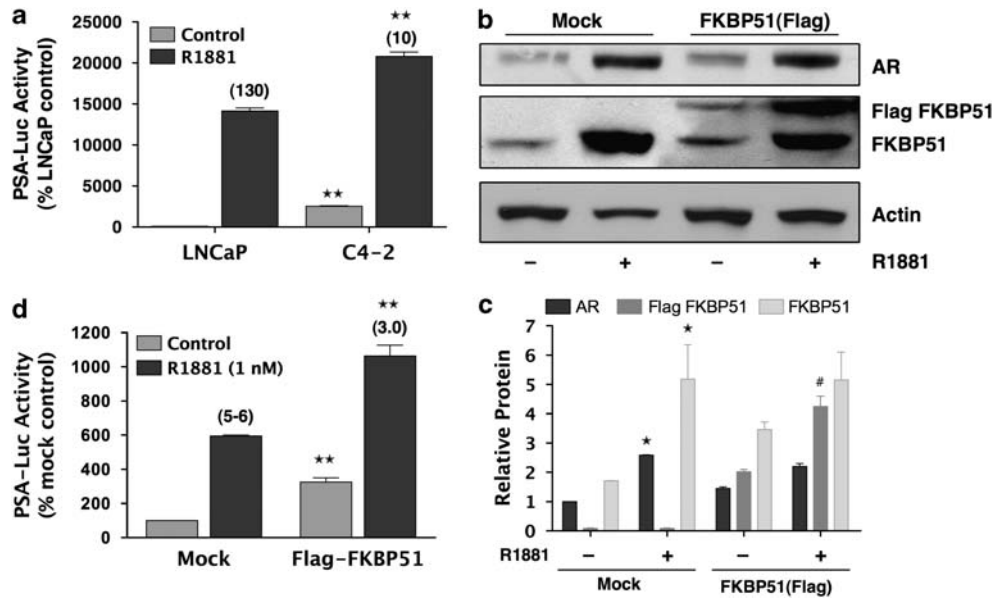 a
PSA-Luc Activity
(% LNCaP control)
25000
20000
15000
10000
5000
0
Control
R1881
(130)
★★
★★
(10)
LNCaP
C4-2
b
Mock
FKBP51(Flag)
AR
Flag FKBP51
FKBP51
Actin
–
+
–
+
R1881
d
PSA-Luc Activity
(% mock control)
1200
1000
800
600
400
200
0
Control
R1881 (1 nM)
(5-6)
★★
★★
(3.0)
Mock
Flag-FKBP51
c
AR
Flag FKBP51
FKBP51
Relative Protein
7
6
5
4
3
2
1
0
★
★
#
R1881
–
+
–
+
Mock
FKBP51(Flag)